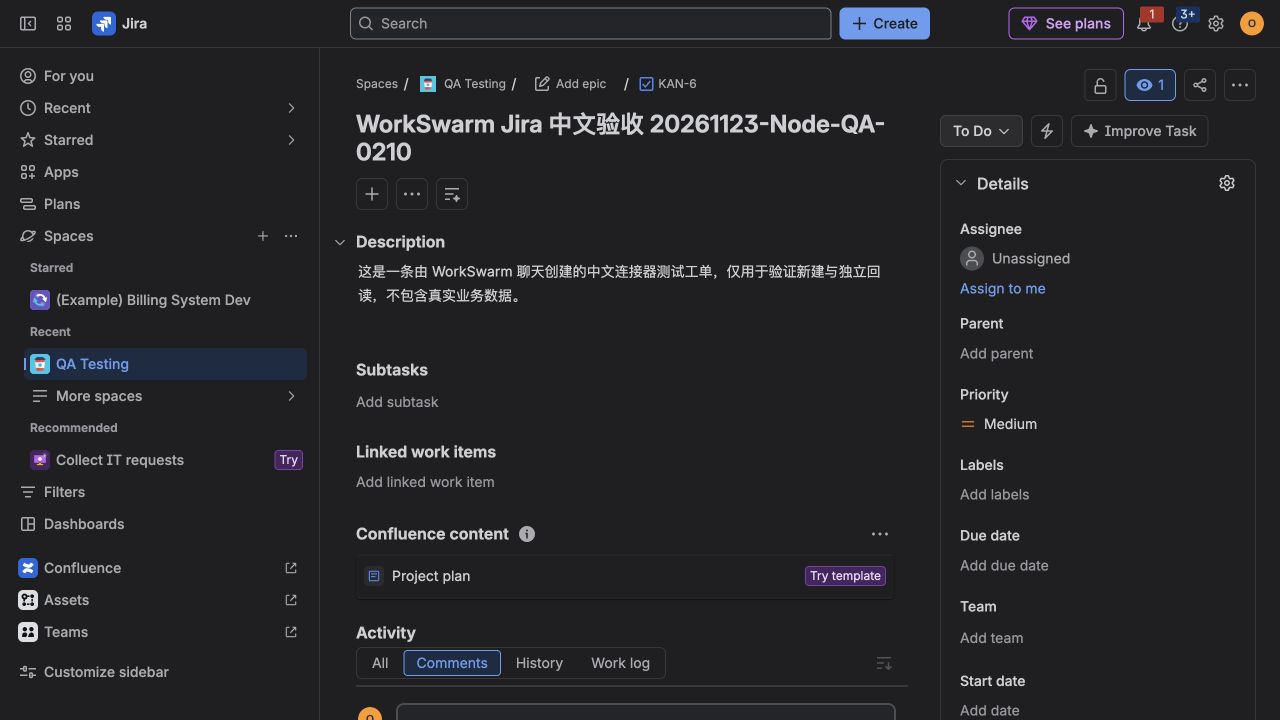 Jira
Search
Create
See plans
1
3+
O
For you
Recent
Starred
Apps
Plans
Spaces
Starred
(Example) Billing System Dev
Recent
QA Testing
More spaces
Recommended
Collect IT requests
Try
Filters
Dashboards
Confluence
Assets
Teams
Customize sidebar
Spaces / QA Testing / Add epic / KAN-6
1
WorkSwarm Jira 中文验收 20261123-Node-QA-
0210
Description
这是一条由 WorkSwarm 聊天创建的中文连接器测试工单，仅用于验证新建与独立回
读，不包含真实业务数据。
Subtasks
Add subtask
Linked work items
Add linked work item
Confluence content
Project plan
Try template
Activity
All
Comments
History
Work log
To Do
Improve Task
Details
Assignee
Unassigned
Assign to me
Parent
Add parent
Priority
Medium
Labels
Add labels
Due date
Add due date
Team
Add team
Start date
Add date